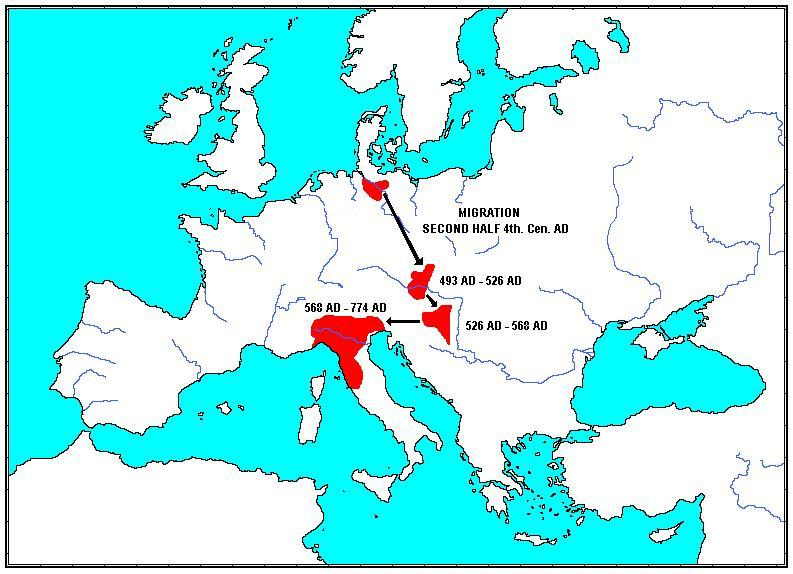 MIGRATION
SECOND HALF 4th. Cen. AD
493 AD - 526 AD
568 AD - 774 AD
526 AD - 568 AD